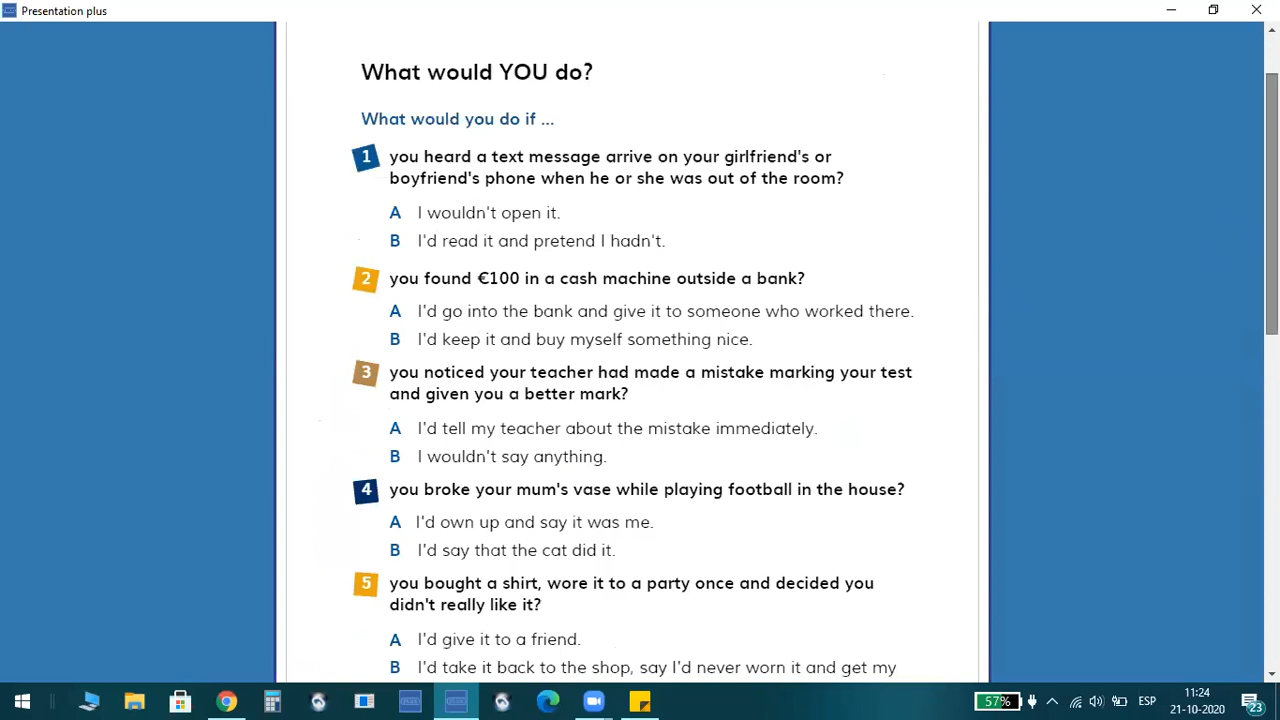 Presentation plus
What would YOU do?
What would you do if ...
1 you heard a text message arrive on your girlfriend's or
boyfriend's phone when he or she was out of the room?
A I wouldn't open it.
B I'd read it and pretend I hadn't.
2 you found €100 in a cash machine outside a bank?
A I'd go into the bank and give it to someone who worked there.
B I'd keep it and buy myself something nice.
3 you noticed your teacher had made a mistake marking your test
and given you a better mark?
A I'd tell my teacher about the mistake immediately.
B I wouldn't say anything.
4 you broke your mum's vase while playing football in the house?
A I'd own up and say it was me.
B I'd say that the cat did it.
5 you bought a shirt, wore it to a party once and decided you
didn't really like it?
A I'd give it to a friend.
B I'd take it back to the shop, say I'd never worn it and get my
57% ESP 11:24
21-10-2020 23